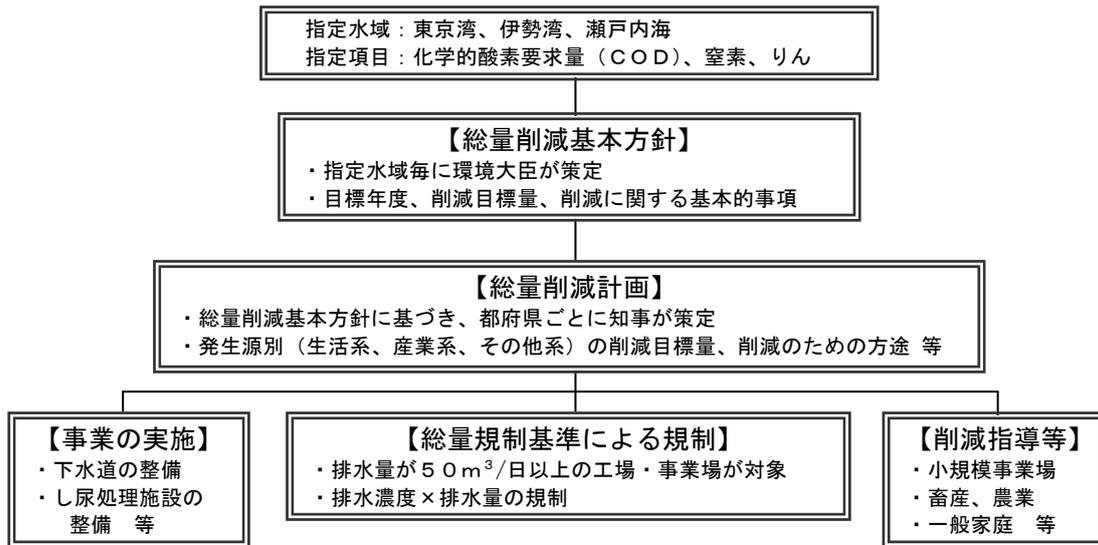 指定水域：東京湾、伊勢湾、瀬戸内海
指定項目：化学的酸素要求量（ＣＯＤ）、窒素、りん
【総量削減基本方針】
・指定水域毎に環境大臣が策定
・目標年度、削減目標量、削減に関する基本的事項
【総量削減計画】
・総量削減基本方針に基づき、都府県ごとに知事が策定
・発生源別（生活系、産業系、その他系）の削減目標量、削減のための方途 等
【事業の実施】
・下水道の整備
・し尿処理施設の
整備　等
【総量規制基準による規制】
・排水量が５０ｍ³/日以上の工場・事業場が対象
・排水濃度×排水量の規制
【削減指導等】
・小規模事業場
・畜産、農業
・一般家庭　等